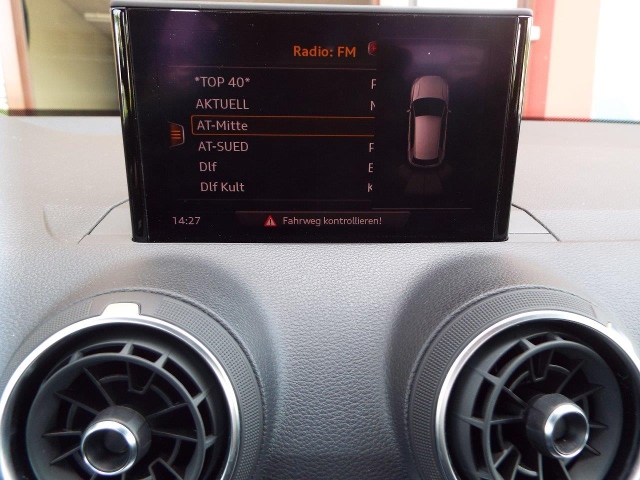 Radio: FM
*TOP 40*
AKTUELL
AT-Mitte
AT-SUED
Dlf
Dlf Kult
14:27
Fahrweg kontrollieren!